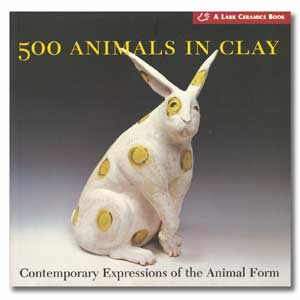 A LARK CERAMICS BOOK
500 ANIMALS IN CLAY
Contemporary Expressions of the Animal Form